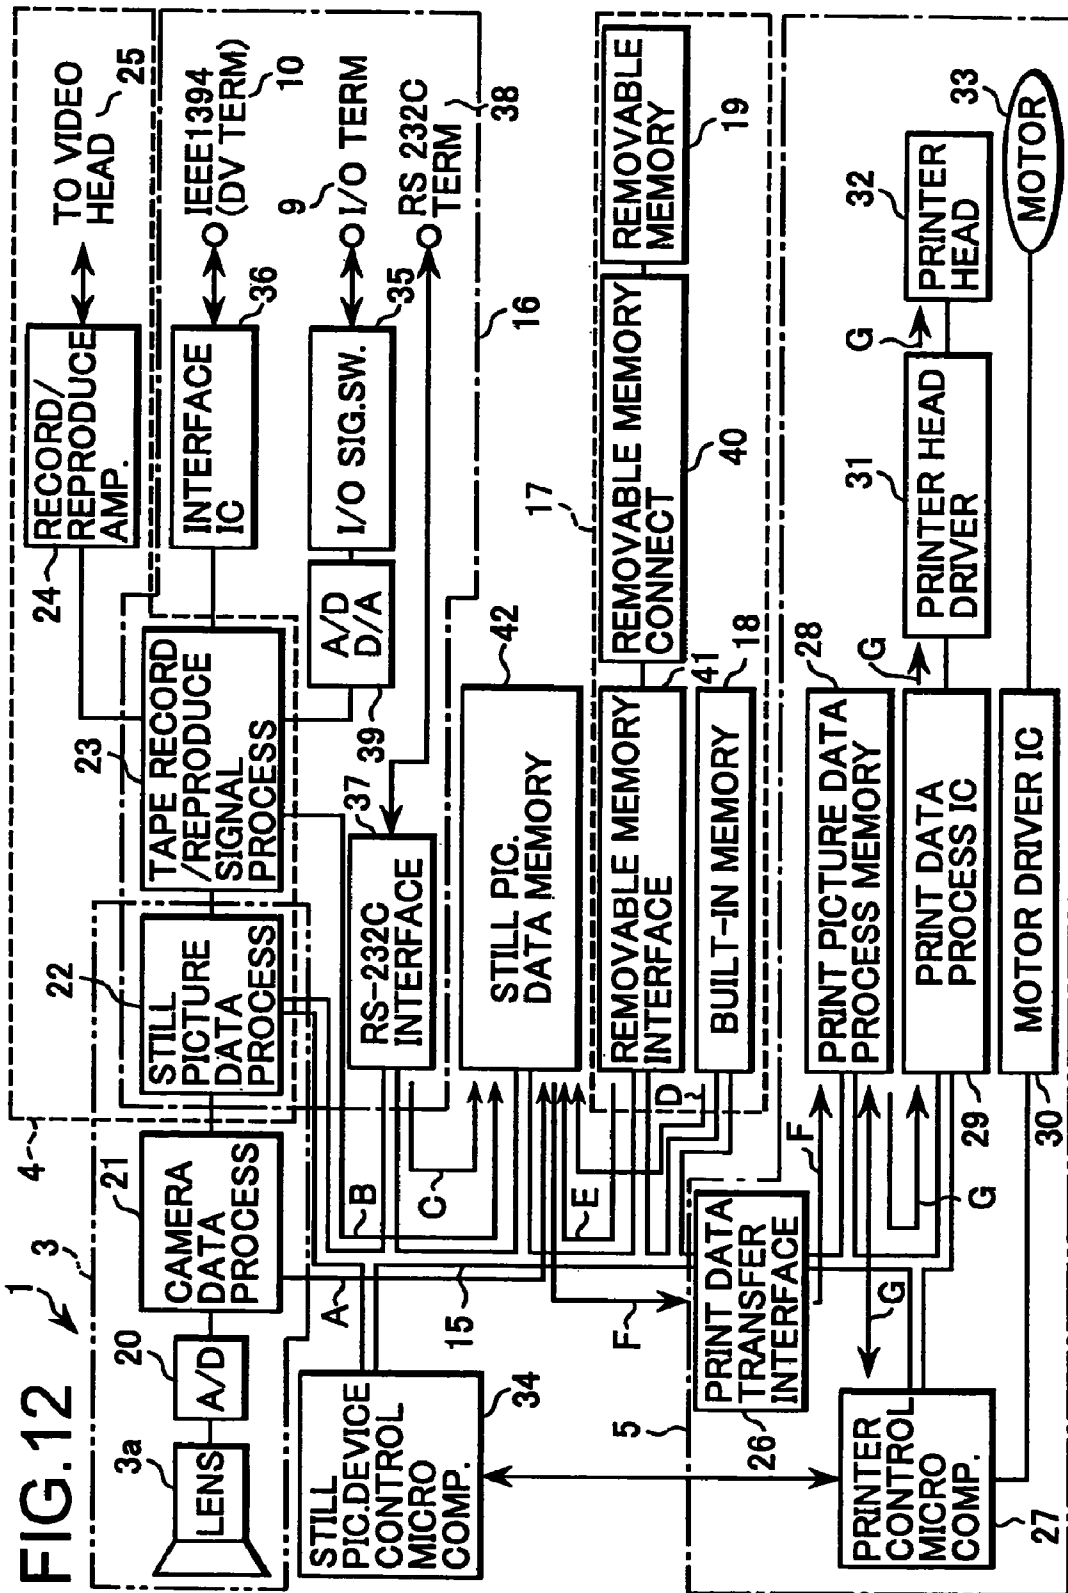 FIG.12
1
3
4
3a
LENS
20
A/D
21
CAMERA
DATA
PROCESS
22
STILL
PICTURE
DATA
PROCESS
23
TAPE RECORD
/REPRODUCE
SIGNAL
PROCESS
24
RECORD/
REPRODUCE
AMP.
TO VIDEO
HEAD
25
INTERFACE
IC
36
IEEE1394
(DV TERM)
10
A/D
D/A
39
I/O SIG.SW.
35
9
I/O TERM
RS 232C
TERM
38
16
37
RS-232C
INTERFACE
A
B
C
15
STILL
PIC.DEVICE
CONTROL
MICRO
COMP.
34
42
STILL PIC.
DATA MEMORY
17
REMOVABLE MEMORY
INTERFACE
41
REMOVABLE MEMORY
CONNECT
40
REMOVABLE
MEMORY
19
BUILT-IN MEMORY
18
D
E
F
5
PRINT DATA
TRANSFER
INTERFACE
26
F
28
PRINT PICTURE DATA
PROCESS MEMORY
PRINT DATA
PROCESS IC
29
G
G
G
31
PRINTER HEAD
DRIVER
G
32
PRINTER
HEAD
33
MOTOR
MOTOR DRIVER IC
30
PRINTER
CONTROL
MICRO
COMP.
27